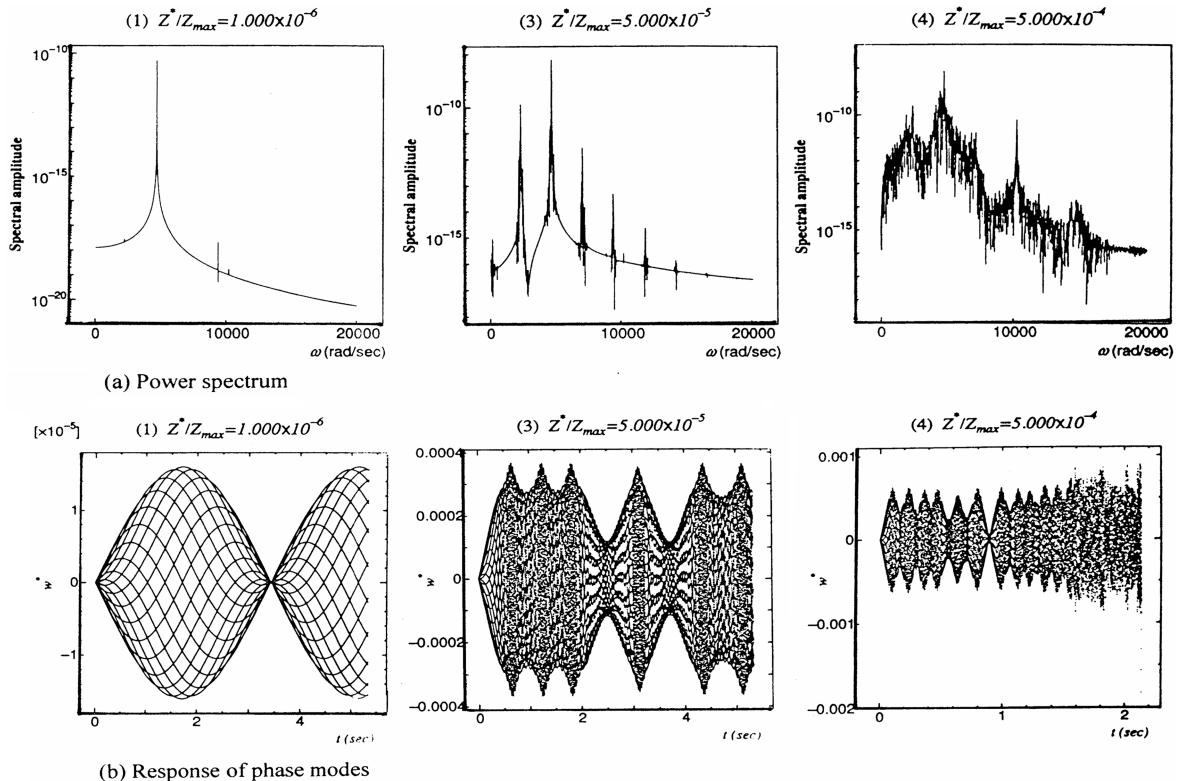 (1) Z*/Zmax=1.000x10⁻⁶
(3) Z*/Zmax=5.000x10⁻⁵
(4) Z*/Zmax=5.000x10⁻⁴
Spectral amplitude
10⁻¹⁰
10⁻¹⁵
10⁻²⁰
0
10000
20000
ω(rad/sec)
Spectral amplitude
10⁻¹⁰
10⁻¹⁵
0
10000
20000
ω(rad/sec)
Spectral amplitude
10⁻¹⁰
10⁻¹⁵
0
10000
20000
ω(rad/sec)
(a) Power spectrum
[×10⁻⁵]
(1) Z*/Zmax=1.000x10⁻⁶
(3) Z*/Zmax=5.000x10⁻⁵
(4) Z*/Zmax=5.000x10⁻⁴
w*
1
0
−1
0
2
4
t (sec)
w*
0.0004
0.0002
0
−0.0002
−0.0004
0
2
4
t (sec)
w*
0.001
0
−0.001
−0.002
0
1
2
t (sec)
(b) Response of phase modes